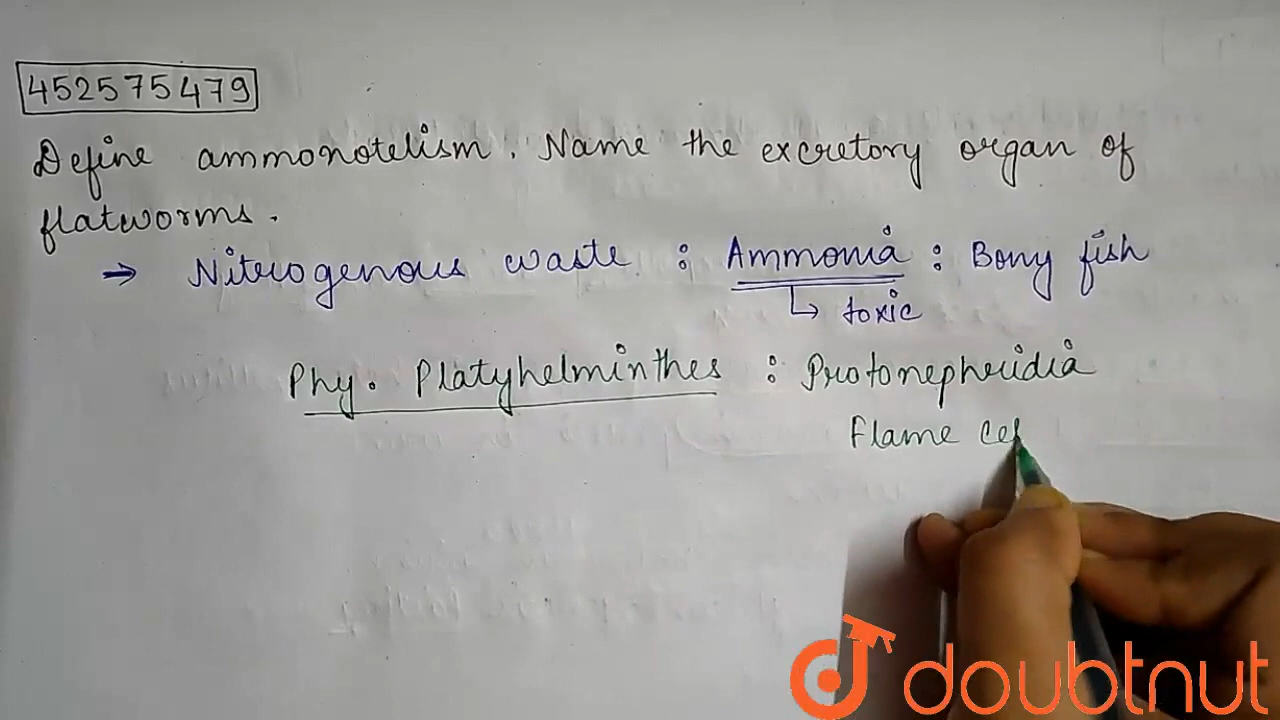 452575479
Define ammonotelism. Name the excretory organ of
flatworms.
→ Nitrogenous waste : Ammonia : Bony fish
↳ toxic
Phy. Platyhelminthes : Protonephridia
Flame cel
doubtnut